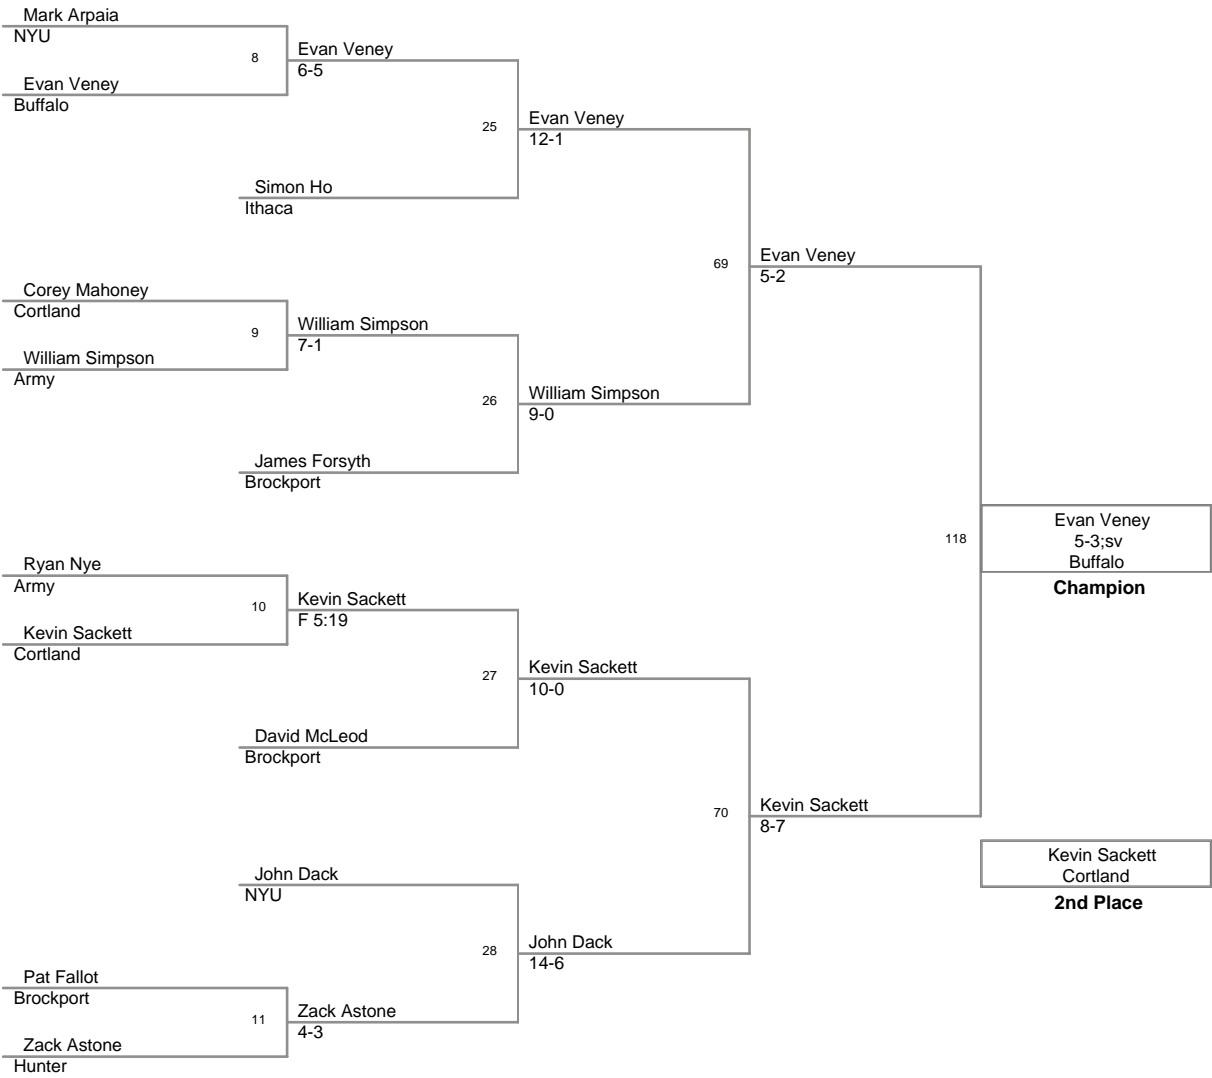 Mark Arpaia
NYU
8
Evan Veney
6-5
Evan Veney
Buffalo
25
Evan Veney
12-1
Simon Ho
Ithaca
69
Evan Veney
5-2
Corey Mahoney
Cortland
9
William Simpson
7-1
William Simpson
Army
26
William Simpson
9-0
James Forsyth
Brockport
118
Evan Veney
5-3;sv
Buffalo
Champion
Ryan Nye
Army
10
Kevin Sackett
F 5:19
Kevin Sackett
Cortland
27
Kevin Sackett
10-0
David McLeod
Brockport
70
Kevin Sackett
8-7
Kevin Sackett
Cortland
2nd Place
John Dack
NYU
28
John Dack
14-6
Pat Fallot
Brockport
11
Zack Astone
4-3
Zack Astone
Hunter